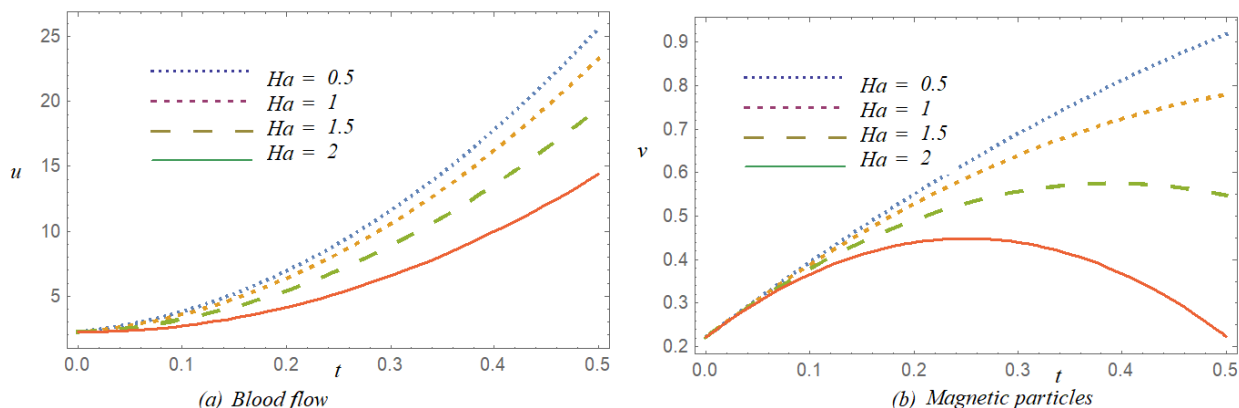 25
20
15
10
5
u
Ha = 0.5
Ha = 1
Ha = 1.5
Ha = 2
0.0 0.1 0.2 0.3 0.4 0.5
t
(a) Blood flow
0.9
0.8
0.7
0.6
0.5
0.4
0.3
0.2
v
Ha = 0.5
Ha = 1
Ha = 1.5
Ha = 2
0.0 0.1 0.2 0.3 0.4 0.5
t
(b) Magnetic particles